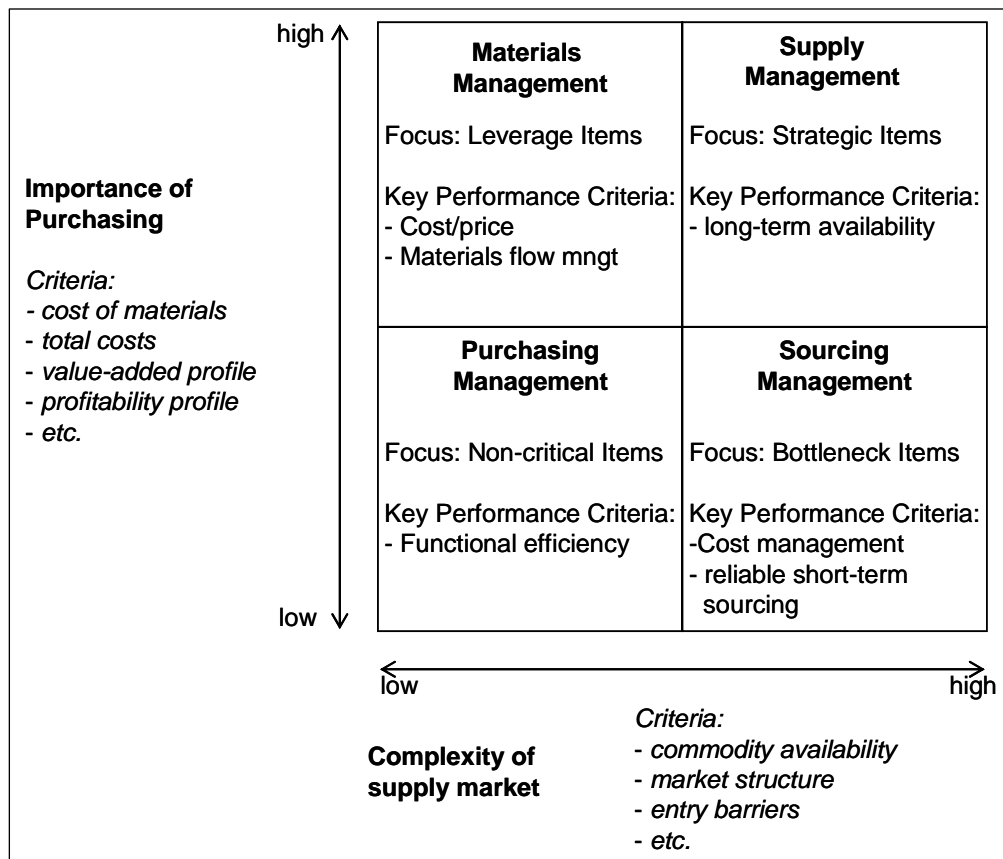 high
Importance of
Purchasing
Criteria:
- cost of materials
- total costs
- value-added profile
- profitability profile
- etc.
low
Materials
Management
Focus: Leverage Items
Key Performance Criteria:
- Cost/price
- Materials flow mngt
Supply
Management
Focus: Strategic Items
Key Performance Criteria:
- long-term availability
Purchasing
Management
Focus: Non-critical Items
Key Performance Criteria:
- Functional efficiency
Sourcing
Management
Focus: Bottleneck Items
Key Performance Criteria:
-Cost management
- reliable short-term
sourcing
low
high
Complexity of
supply market
Criteria:
- commodity availability
- market structure
- entry barriers
- etc.